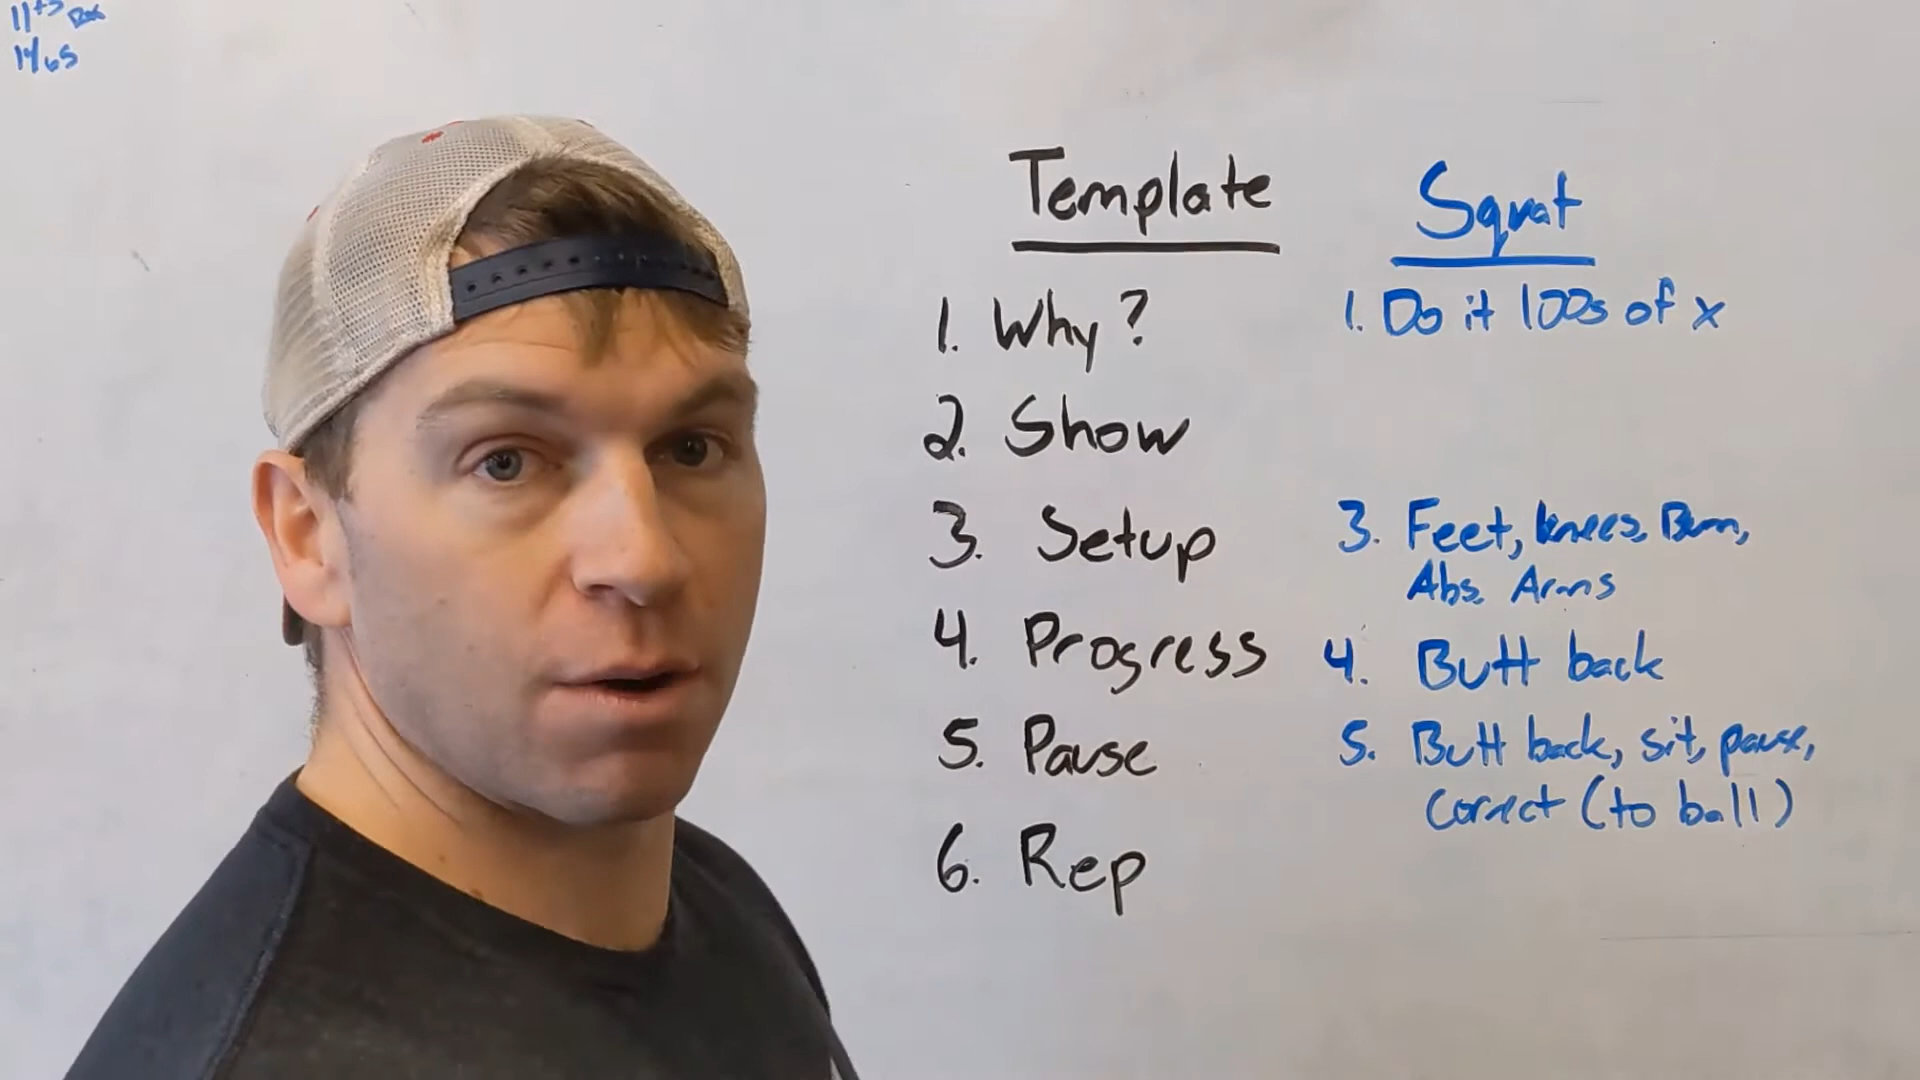 Template
1. Why?
2. Show
3. Setup
4. Progress
5. Pause
6. Rep
Squat
1. Do it 100s of x
3. Feet, knees, Bum,
Abs. Arms
4. Butt back
5. Butt back, sit, pause,
correct (to ball)